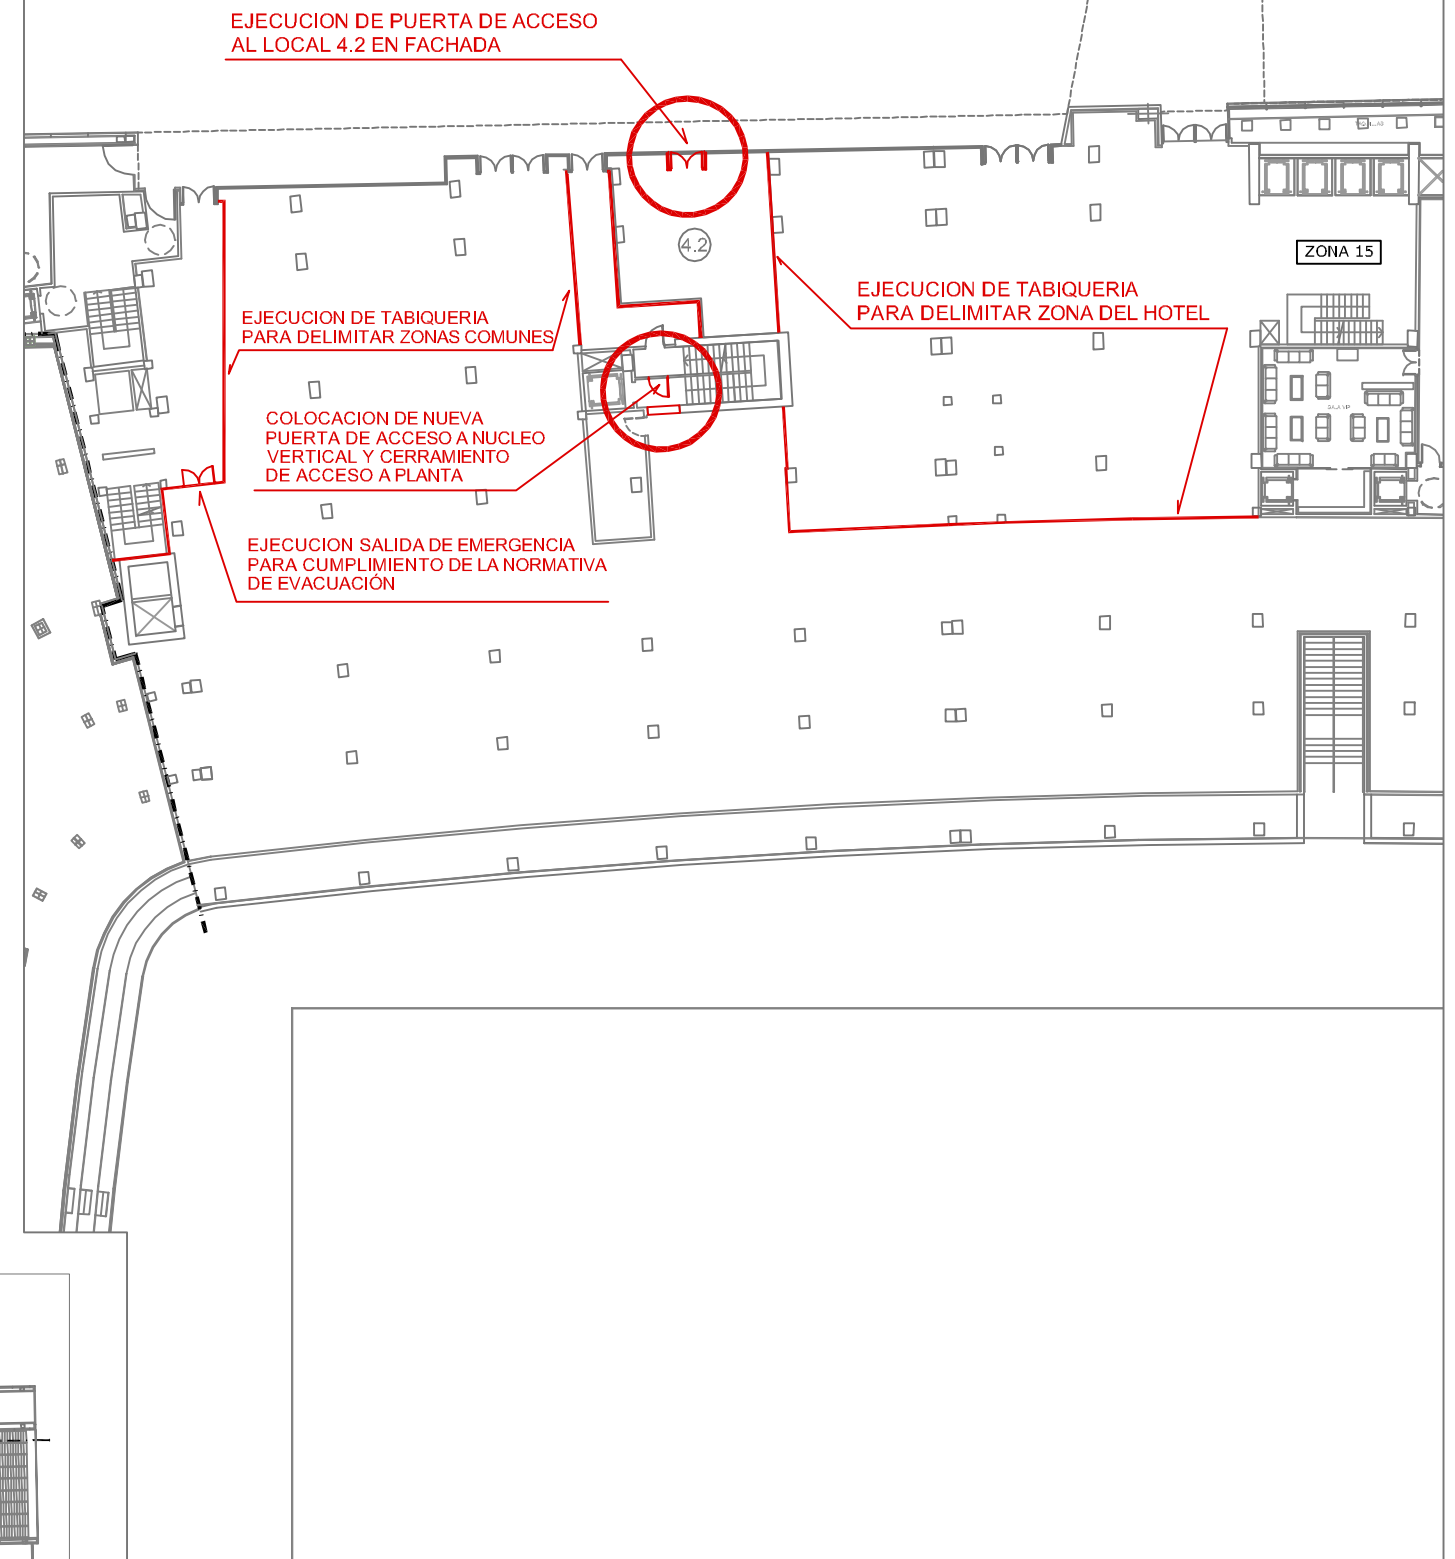 EJECUCION DE PUERTA DE ACCESO
AL LOCAL 4.2 EN FACHADA
4.2
ZONA 15
EJECUCION DE TABIQUERIA
PARA DELIMITAR ZONA DEL HOTEL
EJECUCION DE TABIQUERIA
PARA DELIMITAR ZONAS COMUNES
COLOCACION DE NUEVA
PUERTA DE ACCESO A NUCLEO
VERTICAL Y CERRAMIENTO
DE ACCESO A PLANTA
EJECUCION SALIDA DE EMERGENCIA
PARA CUMPLIMIENTO DE LA NORMATIVA
DE EVACUACIÓN